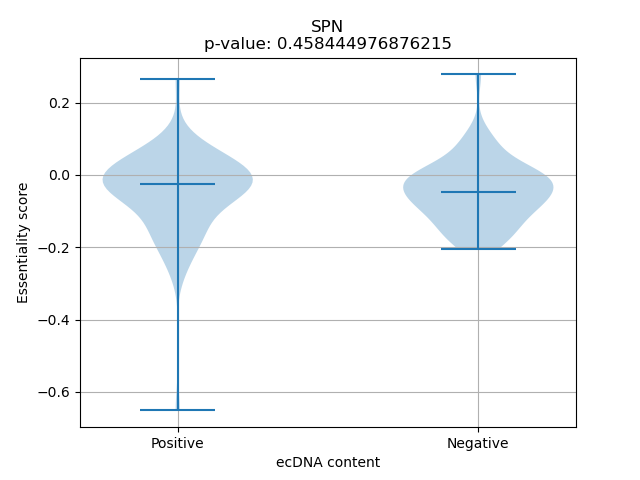 SPN
p-value: 0.458444976876215
0.2
0.0
−0.2
−0.4
−0.6
Essentiality score
Positive
Negative
ecDNA content